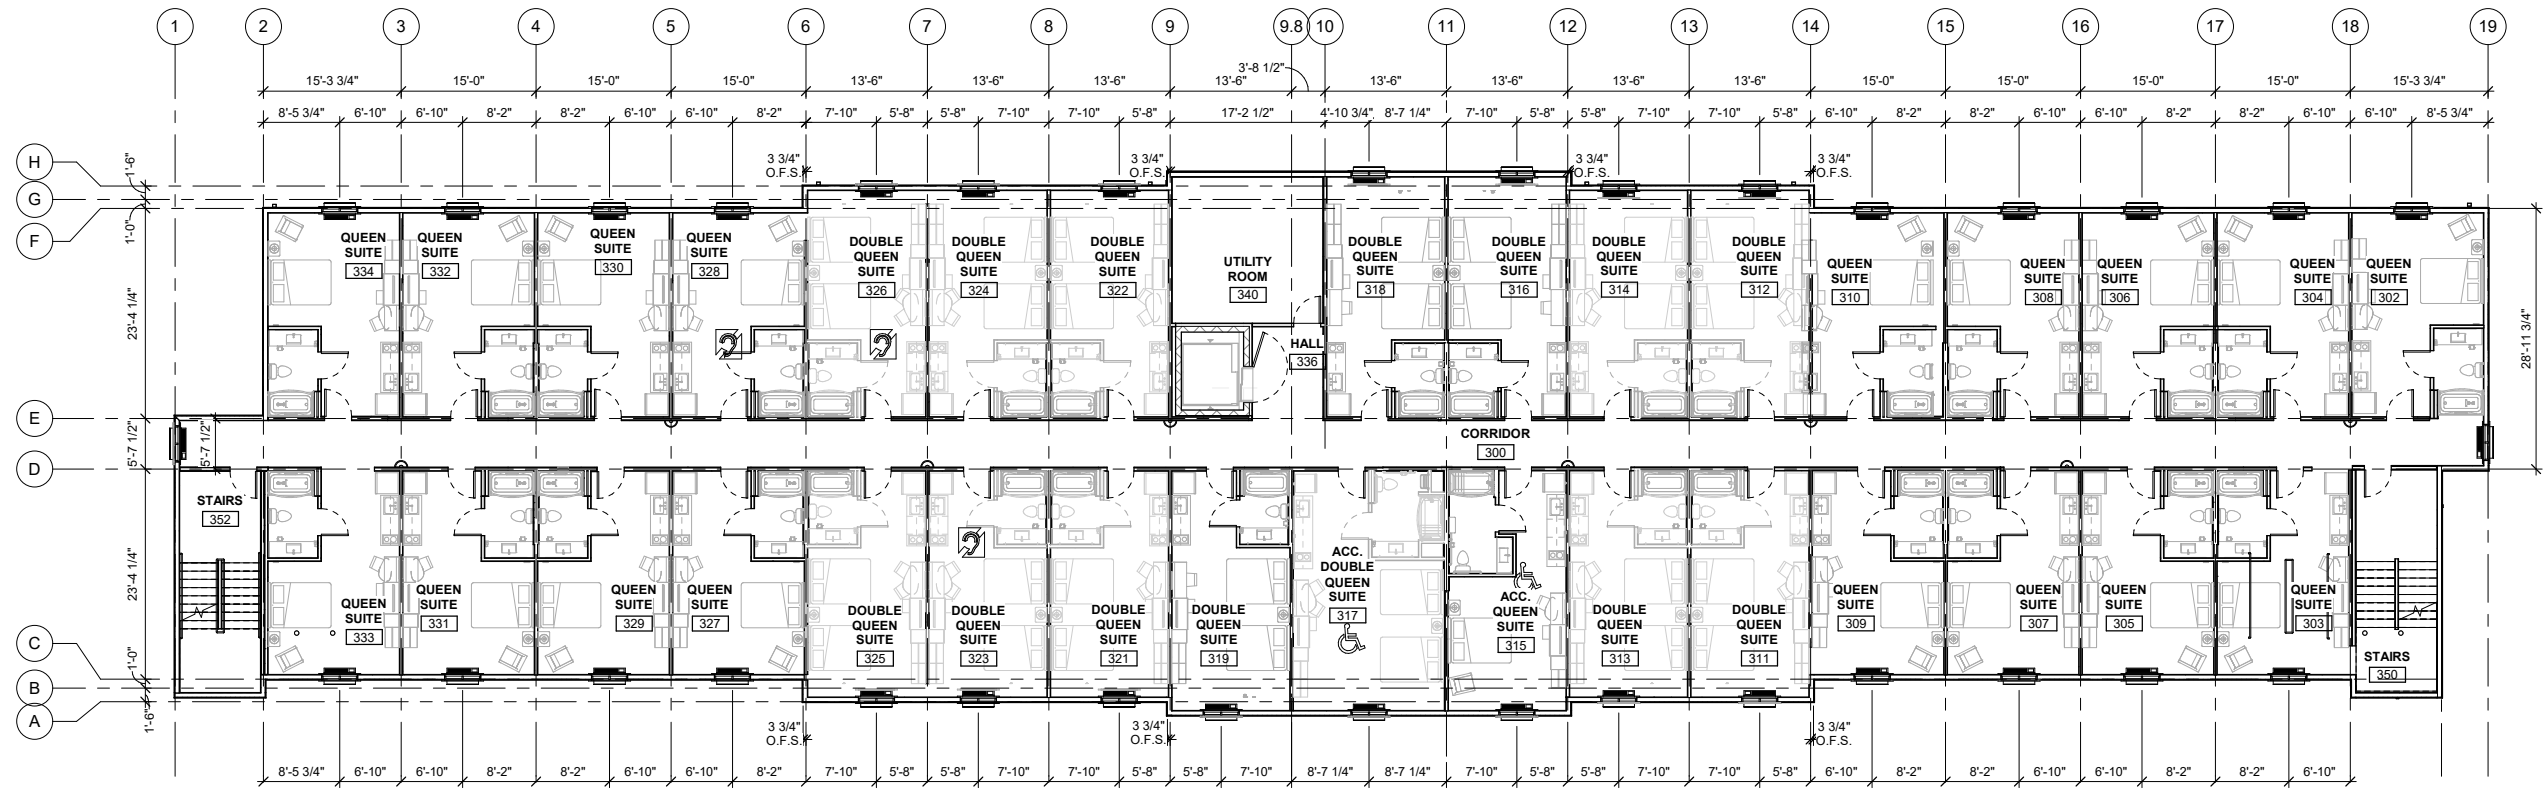 1 2 3 4 5 6 7 8 9 9.8 10 11 12 13 14 15 16 17 18 19
3'-8 1/2"
15'-3 3/4" 15'-0" 15'-0" 15'-0" 13'-6" 13'-6" 13'-6" 13'-6" 13'-6" 13'-6" 13'-6" 13'-6" 15'-0" 15'-0" 15'-0" 15'-0" 15'-3 3/4"
8'-5 3/4" 6'-10" 6'-10" 8'-2" 8'-2" 6'-10" 6'-10" 8'-2" 7'-10" 5'-8" 5'-8" 7'-10" 7'-10" 5'-8" 17'-2 1/2" 4'-10 3/4" 8'-7 1/4" 7'-10" 5'-8" 5'-8" 7'-10" 7'-10" 5'-8" 6'-10" 8'-2" 8'-2" 6'-10" 6'-10" 8'-2" 8'-2" 6'-10" 6'-10" 8'-5 3/4"
H
G
F
E
D
C
B
A
1'-6"
1'-0"
23'-4 1/4"
5'-7 1/2"
5'-7 1/2"
23'-4 1/4"
1'-0"
1'-6"
28'-11 3/4"
3 3/4"
O.F.S.
3 3/4"
O.F.S.
3 3/4"
O.F.S.
3 3/4"
O.F.S.
QUEEN
SUITE
334
QUEEN
SUITE
332
QUEEN
SUITE
330
QUEEN
SUITE
328
DOUBLE
QUEEN
SUITE
326
DOUBLE
QUEEN
SUITE
324
DOUBLE
QUEEN
SUITE
322
UTILITY
ROOM
340
HALL
336
DOUBLE
QUEEN
SUITE
318
DOUBLE
QUEEN
SUITE
316
DOUBLE
QUEEN
SUITE
314
DOUBLE
QUEEN
SUITE
312
QUEEN
SUITE
310
QUEEN
SUITE
308
QUEEN
SUITE
306
QUEEN
SUITE
304
QUEEN
SUITE
302
CORRIDOR
300
STAIRS
352
QUEEN
SUITE
333
QUEEN
SUITE
331
QUEEN
SUITE
329
QUEEN
SUITE
327
DOUBLE
QUEEN
SUITE
325
DOUBLE
QUEEN
SUITE
323
DOUBLE
QUEEN
SUITE
321
DOUBLE
QUEEN
SUITE
319
ACC.
DOUBLE
QUEEN
SUITE
317
ACC.
QUEEN
SUITE
315
DOUBLE
QUEEN
SUITE
313
DOUBLE
QUEEN
SUITE
311
QUEEN
SUITE
309
QUEEN
SUITE
307
QUEEN
SUITE
305
QUEEN
SUITE
303
STAIRS
350
3 3/4"
O.F.S.
3 3/4"
O.F.S.
3 3/4"
O.F.S.
8'-5 3/4" 6'-10" 6'-10" 8'-2" 8'-2" 6'-10" 6'-10" 8'-2" 7'-10" 5'-8" 5'-8" 7'-10" 7'-10" 5'-8" 5'-8" 7'-10" 8'-7 1/4" 8'-7 1/4" 7'-10" 5'-8" 5'-8" 7'-10" 7'-10" 5'-8" 6'-10" 8'-2" 8'-2" 6'-10" 6'-10" 8'-2" 8'-2" 6'-10"